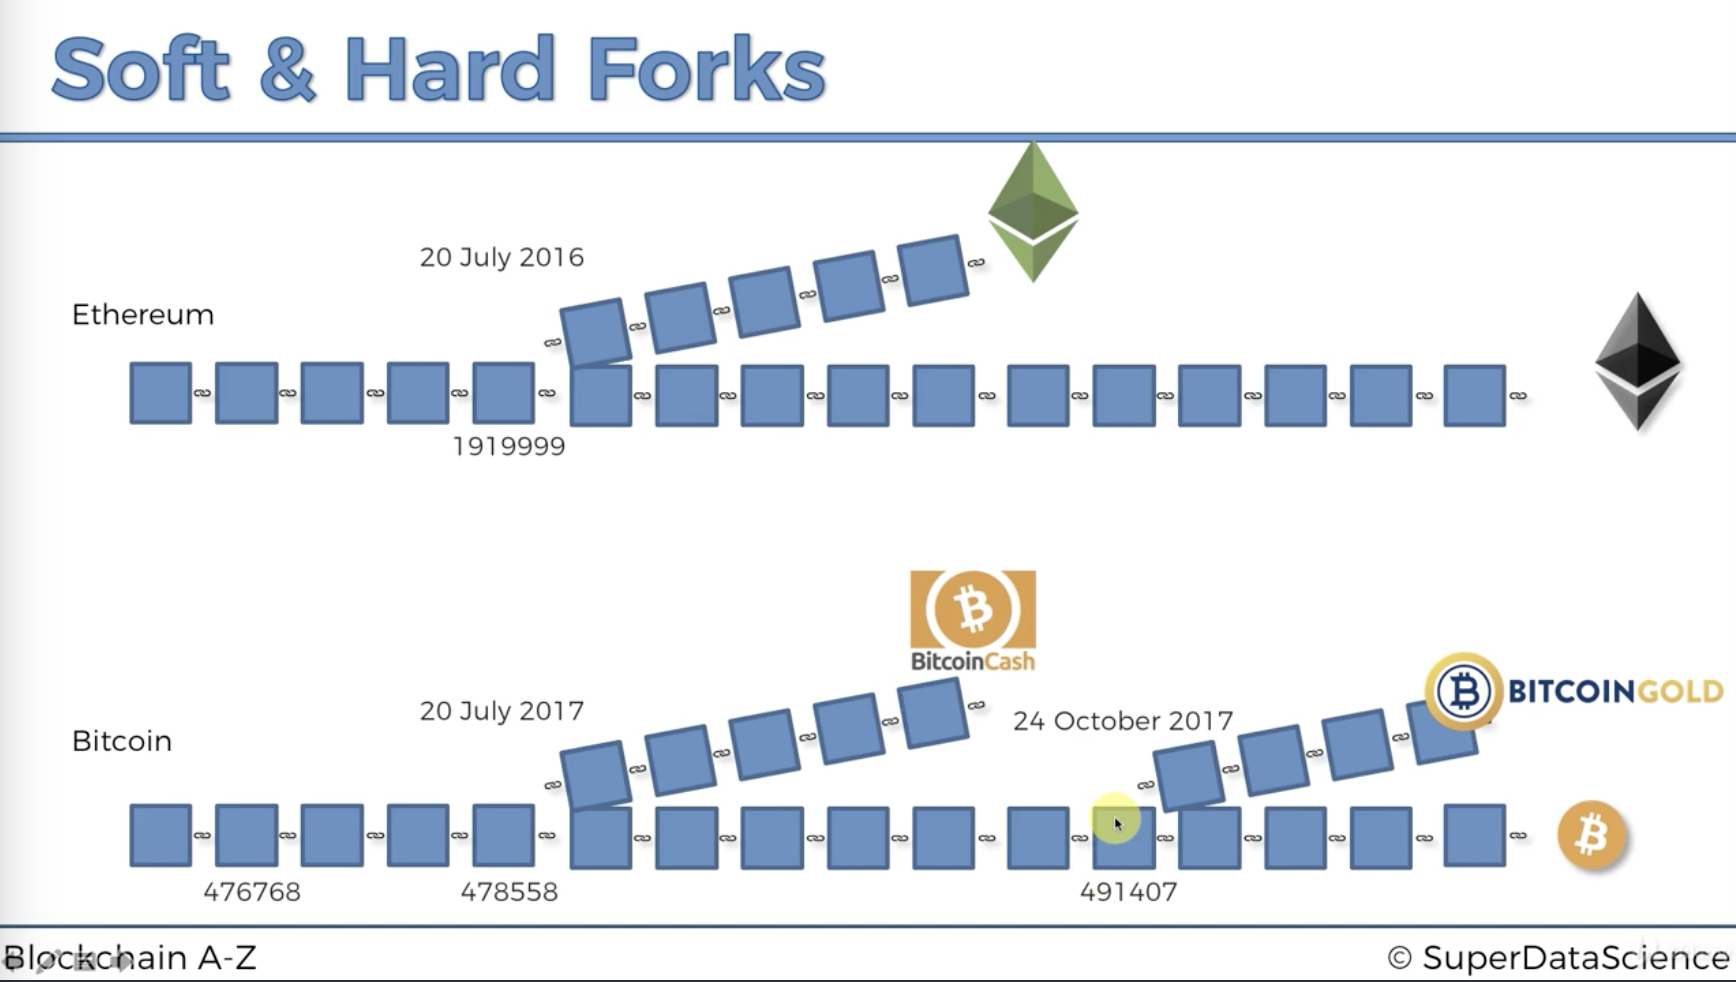 Soft & Hard Forks
20 July 2016
Ethereum
1919999
BitcoinCash
BITCOINGOLD
20 July 2017
24 October 2017
Bitcoin
476768
478558
491407
Blockchain A-Z
© SuperDataScience